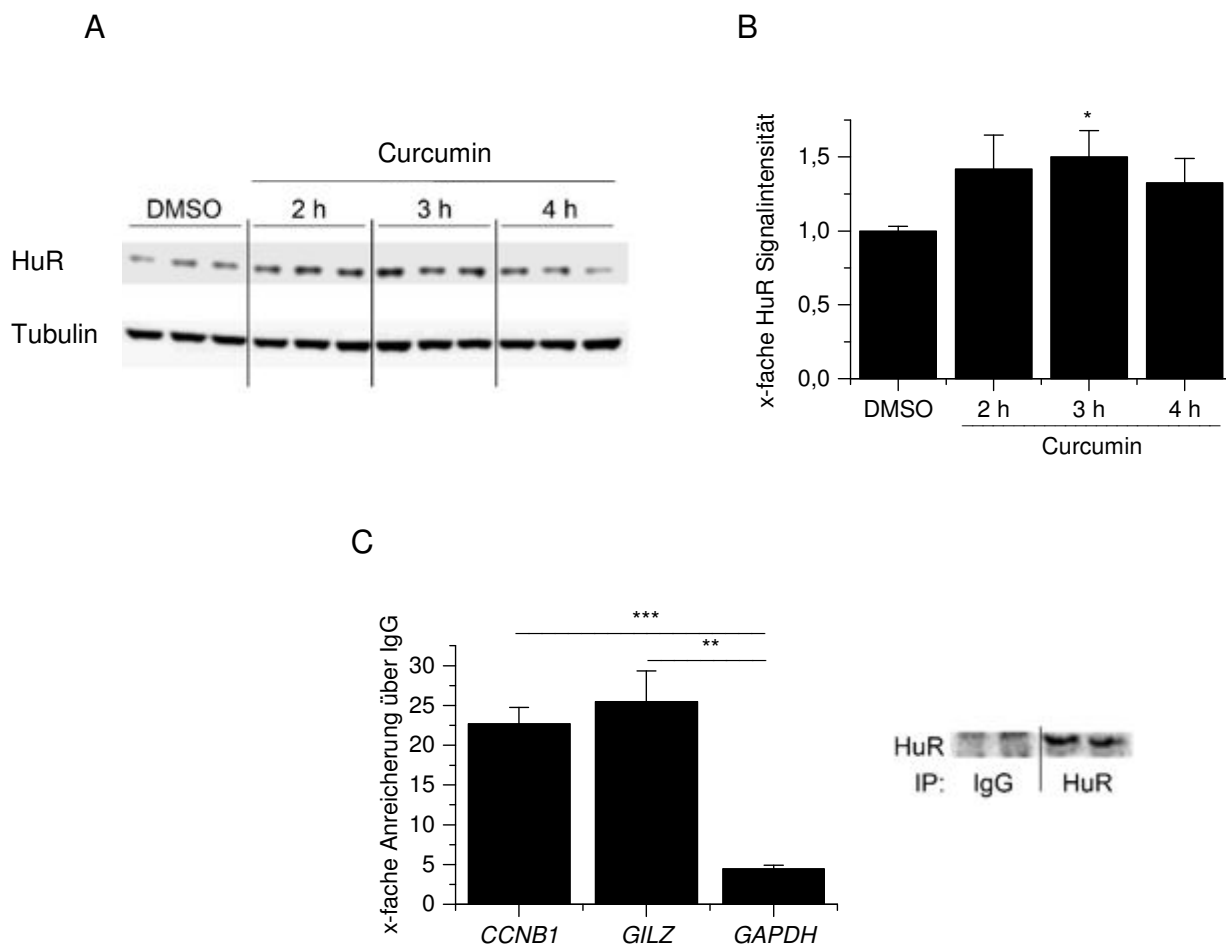 A
Curcumin
DMSO 2 h 3 h 4 h
HuR
Tubulin
B
x-fache HuR Signalintensität
*
1,5
1,0
0,5
0,0
DMSO 2 h 3 h 4 h
Curcumin
C
x-fache Anreicherung über IgG
***
**
30
25
20
15
10
5
0
CCNB1 GILZ GAPDH
HuR
IP: IgG HuR